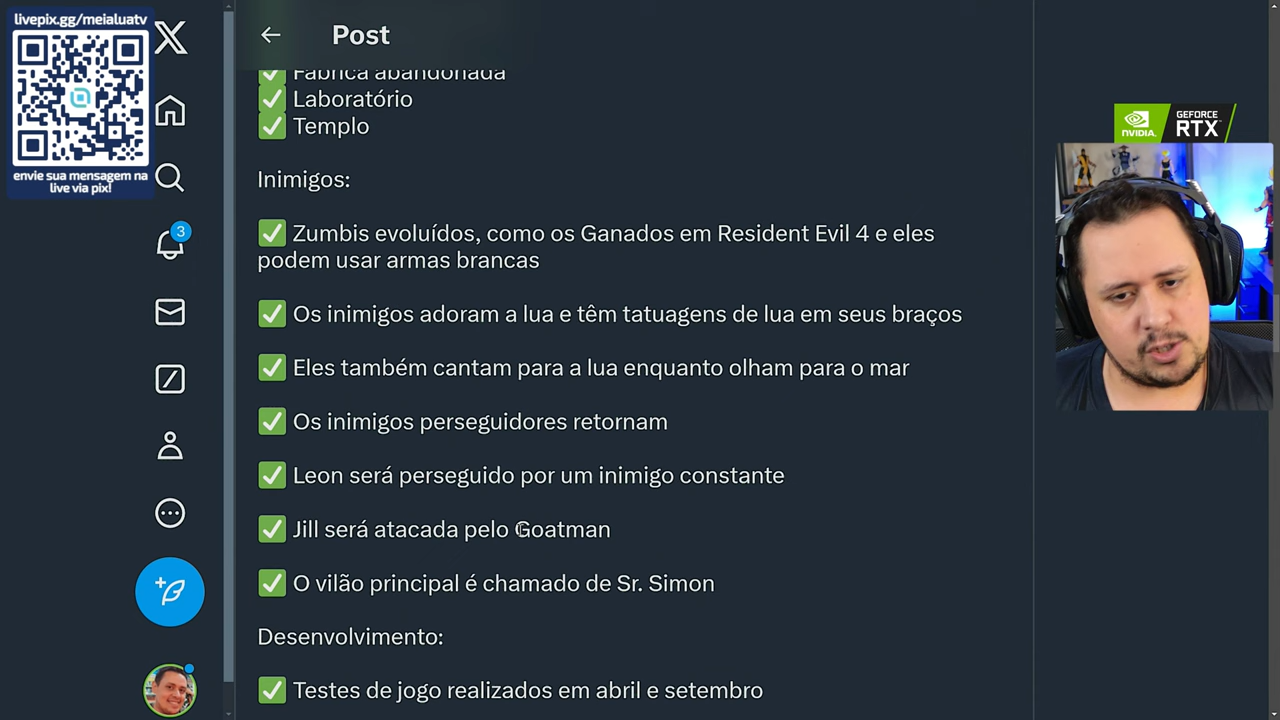 livepix.gg/meialuatv
envie sua mensagem na
live via pix!
Post
Fábrica abandonada
Laboratório
Templo
Inimigos:
Zumbis evoluídos, como os Ganados em Resident Evil 4 e eles
podem usar armas brancas
Os inimigos adoram a lua e têm tatuagens de lua em seus braços
Eles também cantam para a lua enquanto olham para o mar
Os inimigos perseguidores retornam
Leon será perseguido por um inimigo constante
Jill será atacada pelo Goatman
O vilão principal é chamado de Sr. Simon
Desenvolvimento:
Testes de jogo realizados em abril e setembro
3
NVIDIA.
GEFORCE
RTX